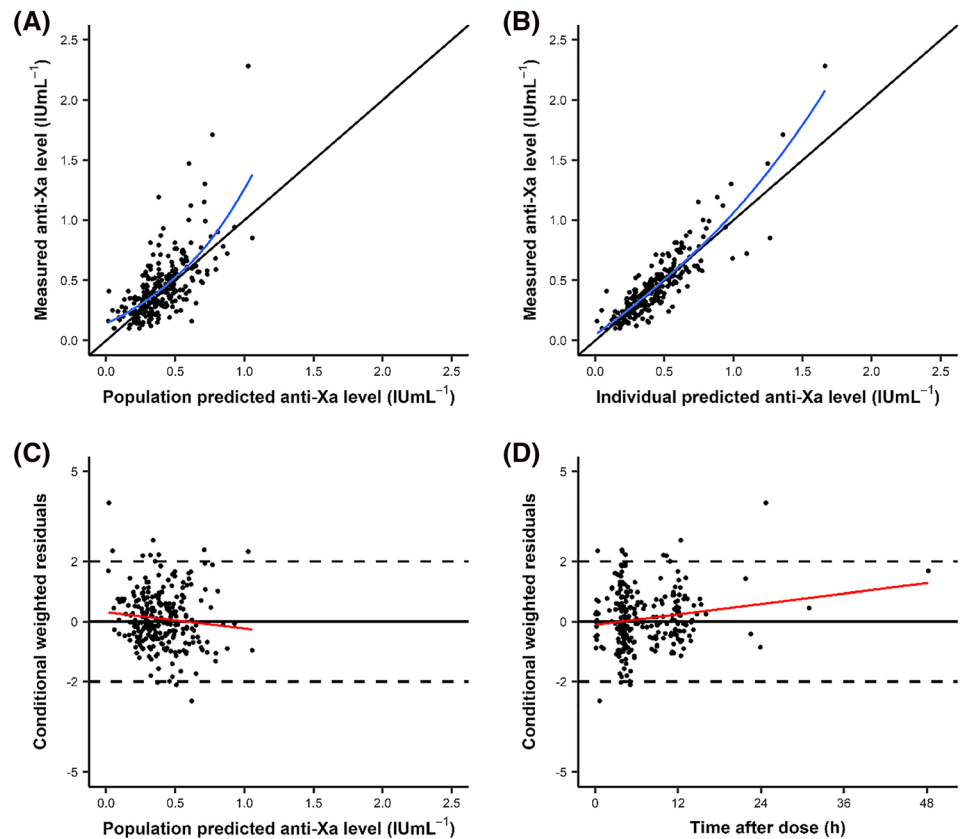 (A)
Measured anti-Xa level (IUmL⁻¹)
2.5
2.0
1.5
1.0
0.5
0.0
0.0 0.5 1.0 1.5 2.0 2.5
Population predicted anti-Xa level (IUmL⁻¹)
(B)
Measured anti-Xa level (IUmL⁻¹)
2.5
2.0
1.5
1.0
0.5
0.0
0.0 0.5 1.0 1.5 2.0 2.5
Individual predicted anti-Xa level (IUmL⁻¹)
(C)
Conditional weighted residuals
5
2
0
-2
-5
0.0 0.5 1.0 1.5 2.0 2.5
Population predicted anti-Xa level (IUmL⁻¹)
(D)
Conditional weighted residuals
5
2
0
-2
-5
0 12 24 36 48
Time after dose (h)